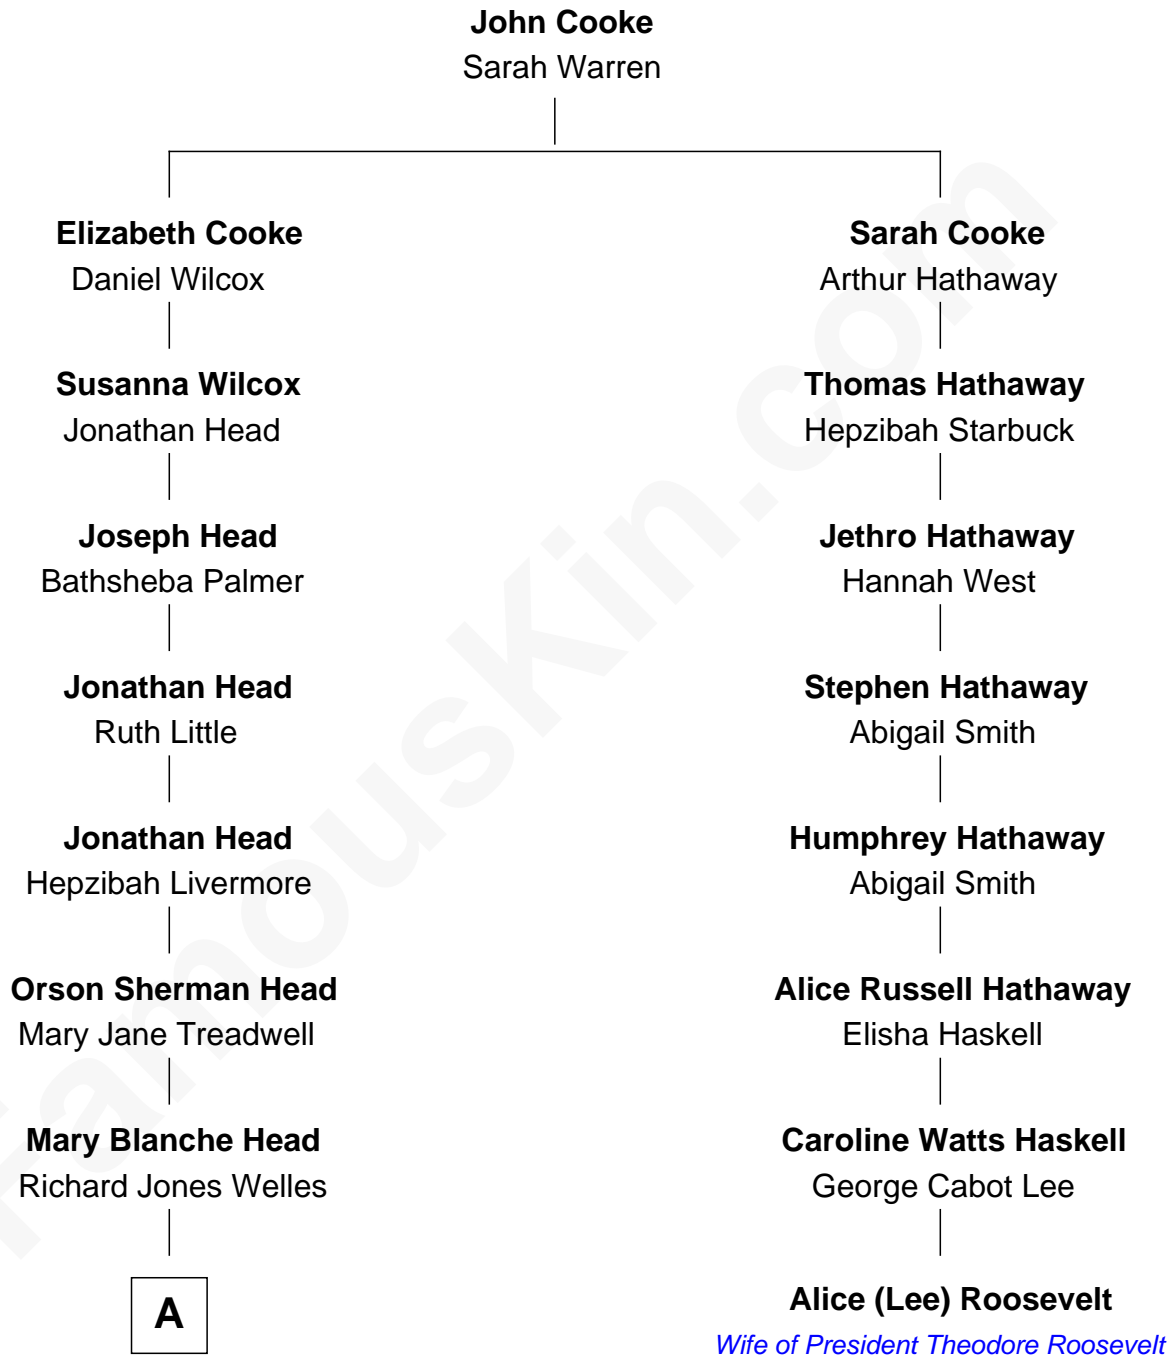 John Cooke
Sarah Warren
Elizabeth Cooke
Daniel Wilcox
Sarah Cooke
Arthur Hathaway
Susanna Wilcox
Jonathan Head
Thomas Hathaway
Hepzibah Starbuck
Joseph Head
Bathsheba Palmer
Jethro Hathaway
Hannah West
Jonathan Head
Ruth Little
Stephen Hathaway
Abigail Smith
Jonathan Head
Hepzibah Livermore
Humphrey Hathaway
Abigail Smith
Orson Sherman Head
Mary Jane Treadwell
Alice Russell Hathaway
Elisha Haskell
Mary Blanche Head
Richard Jones Welles
Caroline Watts Haskell
George Cabot Lee
A
Alice (Lee) Roosevelt
Wife of President Theodore Roosevelt
FamousKin.com